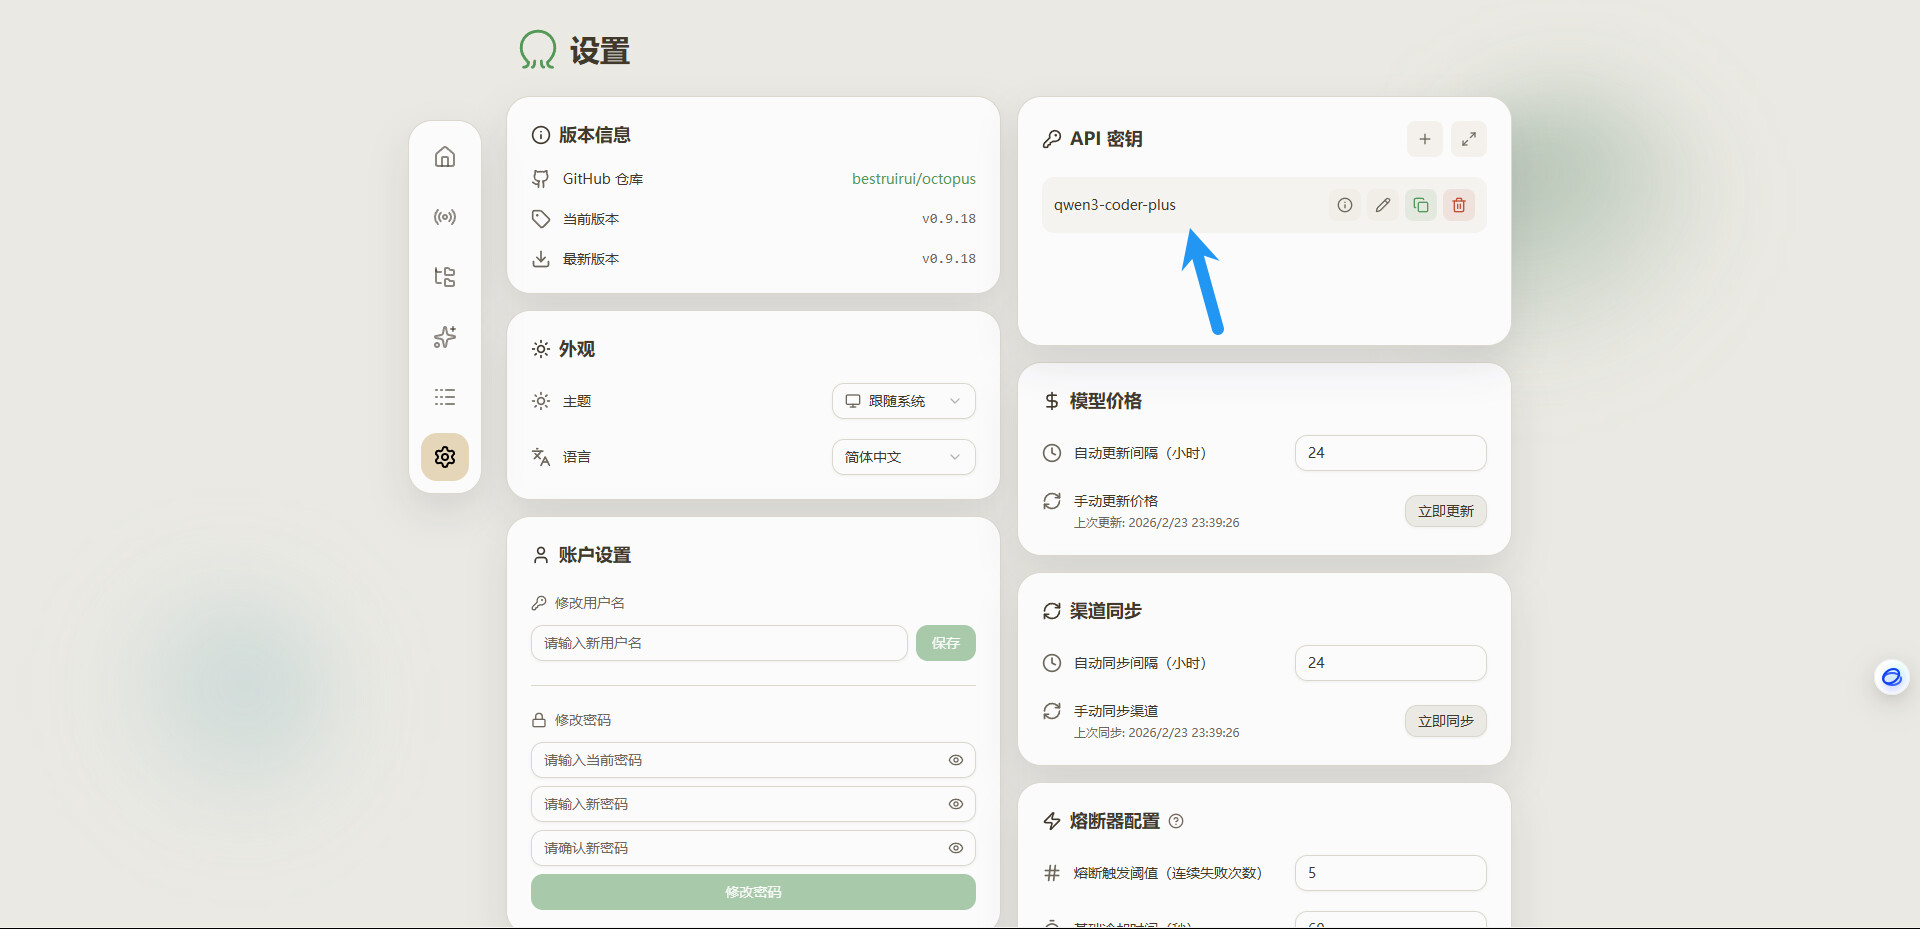 设置
版本信息
GitHub 仓库
bestruirui/octopus
当前版本
v0.9.18
最新版本
v0.9.18
外观
主题
跟随系统
语言
简体中文
账户设置
修改用户名
请输入新用户名
保存
修改密码
请输入当前密码
请输入新密码
请确认新密码
修改密码
API 密钥
qwen3-coder-plus
模型价格
自动更新间隔（小时）
24
手动更新价格
上次更新: 2026/2/23 23:39:26
立即更新
渠道同步
自动同步间隔（小时）
24
手动同步渠道
上次同步: 2026/2/23 23:39:26
立即同步
熔断器配置
熔断触发阈值（连续失败次数）
5
基础冷却时间（秒）
60